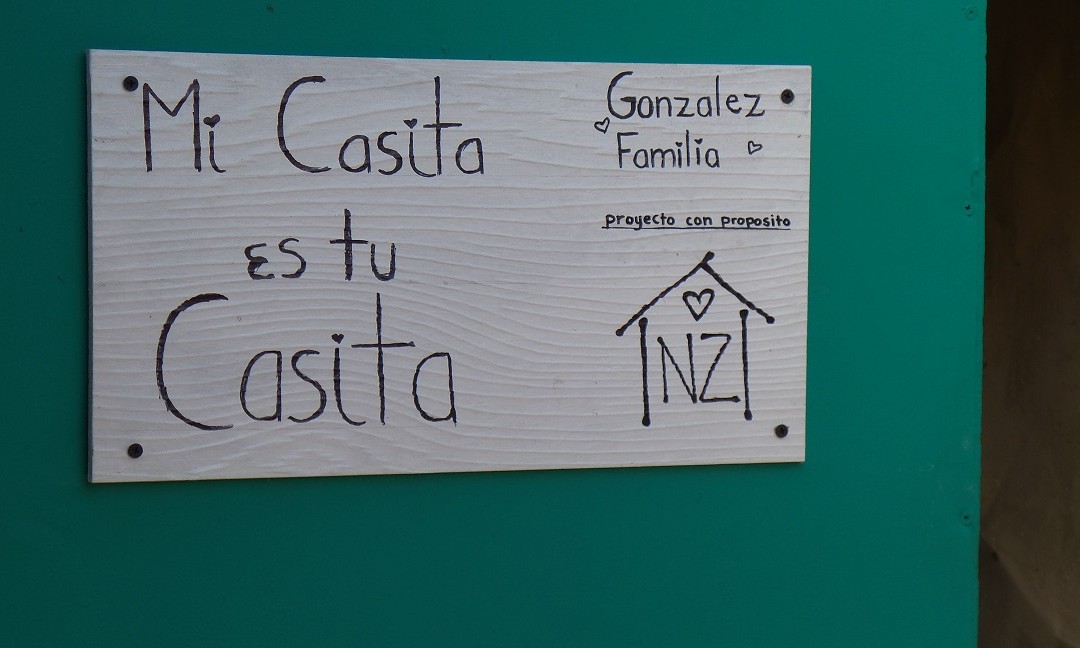 Mi Casita
es tu
Casita
Gonzalez
Familia
proyecto con proposito
NZ